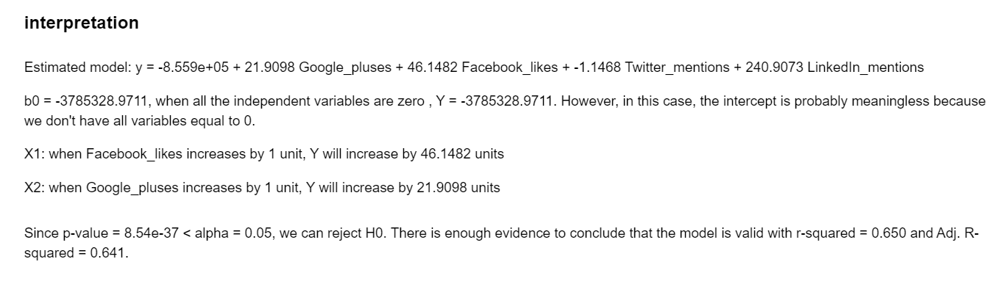 interpretation
Estimated model: y = -8.559e+05 + 21.9098 Google_pluses + 46.1482 Facebook_likes + -1.1468 Twitter_mentions + 240.9073 LinkedIn_mentions
b0 = -3785328.9711, when all the independent variables are zero , Y = -3785328.9711. However, in this case, the intercept is probably meaningless because
we don't have all variables equal to 0.
X1: when Facebook_likes increases by 1 unit, Y will increase by 46.1482 units
X2: when Google_pluses increases by 1 unit, Y will increase by 21.9098 units
Since p-value = 8.54e-37 < alpha = 0.05, we can reject H0. There is enough evidence to conclude that the model is valid with r-squared = 0.650 and Adj. R-
squared = 0.641.